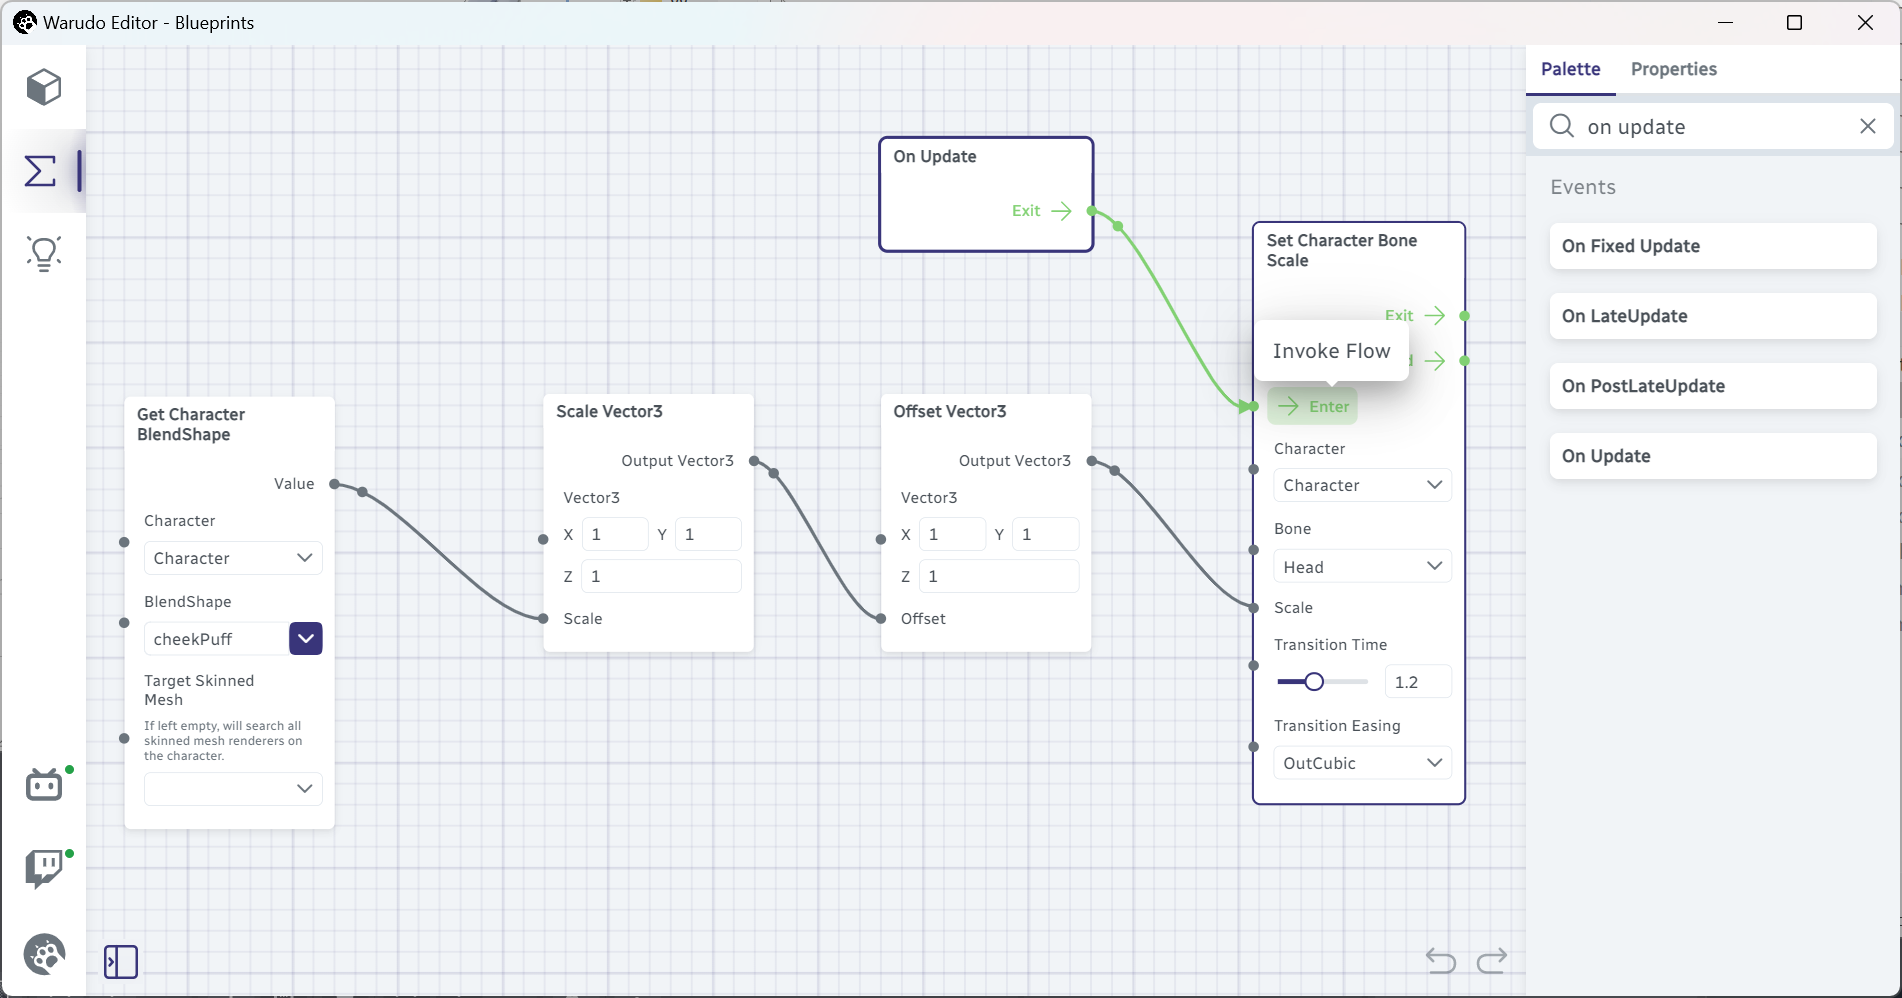 Warudo Editor - Blueprints
Palette
Properties
on update
Events
On Fixed Update
On LateUpdate
On PostLateUpdate
On Update
On Update
Exit
Get Character
BlendShape
Value
Character
Character
BlendShape
cheekPuff
Target Skinned
Mesh
If left empty, will search all
skinned mesh renderers on
the character.
Scale Vector3
Output Vector3
Vector3
X 1 Y 1
Z 1
Scale
Offset Vector3
Output Vector3
Vector3
X 1 Y 1
Z 1
Offset
Set Character Bone
Scale
Exit
Invoke Flow
Enter
Character
Character
Bone
Head
Scale
Transition Time
1.2
Transition Easing
OutCubic